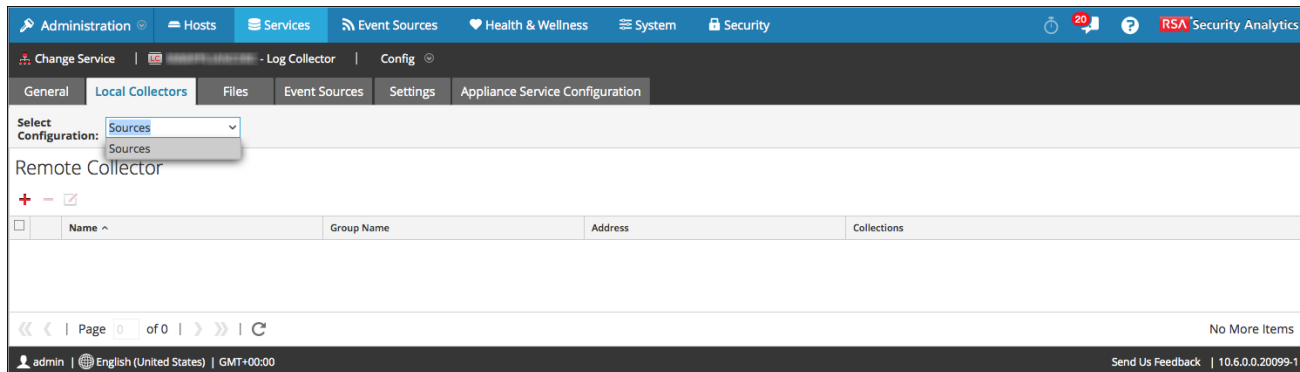 Administration Hosts Services Event Sources Health & Wellness System Security 20 ? RSA Security Analytics
Change Service | LC - Log Collector | Config
General Local Collectors Files Event Sources Settings Appliance Service Configuration
Select
Configuration: Sources
Sources
Remote Collector
Name Group Name Address Collections
| Page 0 of 0 | | No More Items
admin | English (United States) | GMT+00:00 Send Us Feedback | 10.6.0.0.20099-1